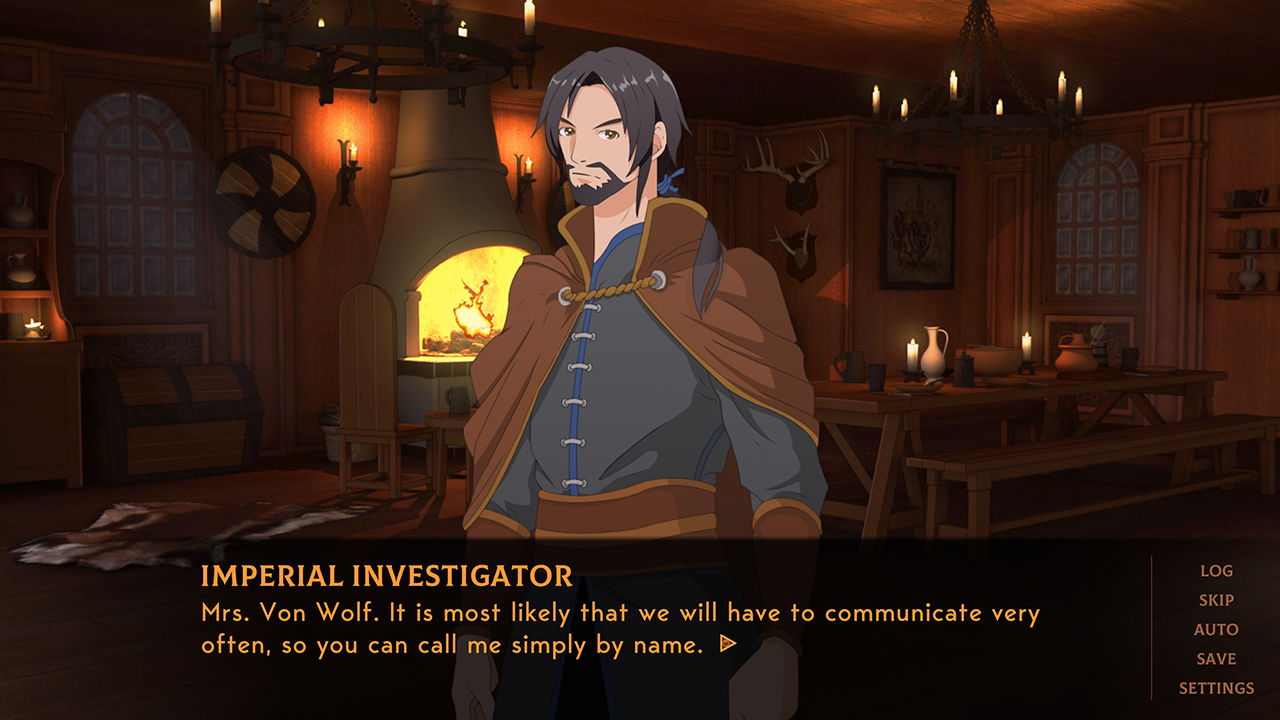 IMPERIAL INVESTIGATOR
Mrs. Von Wolf. It is most likely that we will have to communicate very
often, so you can call me simply by name.
LOG
SKIP
AUTO
SAVE
SETTINGS